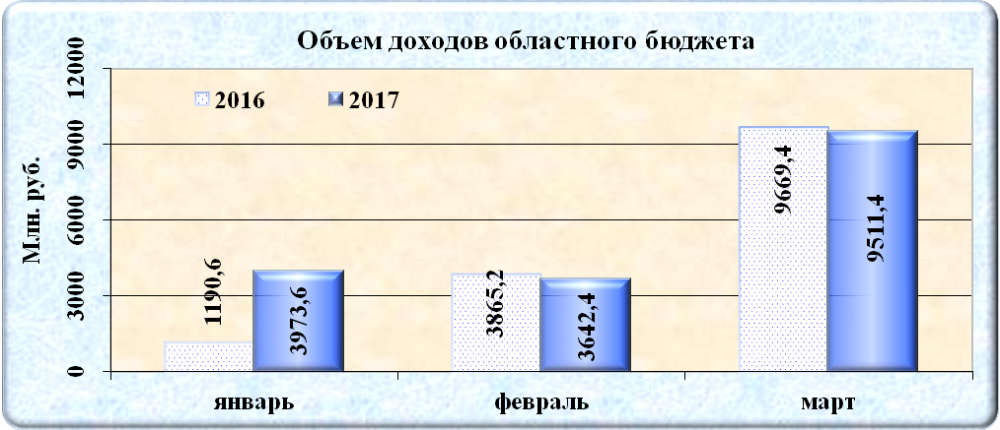 Объем доходов областного бюджета
Млн. руб.
12000
9000
6000
3000
0
2016
2017
1190,6
3973,6
3865,2
3642,4
9669,4
9511,4
январь
февраль
март